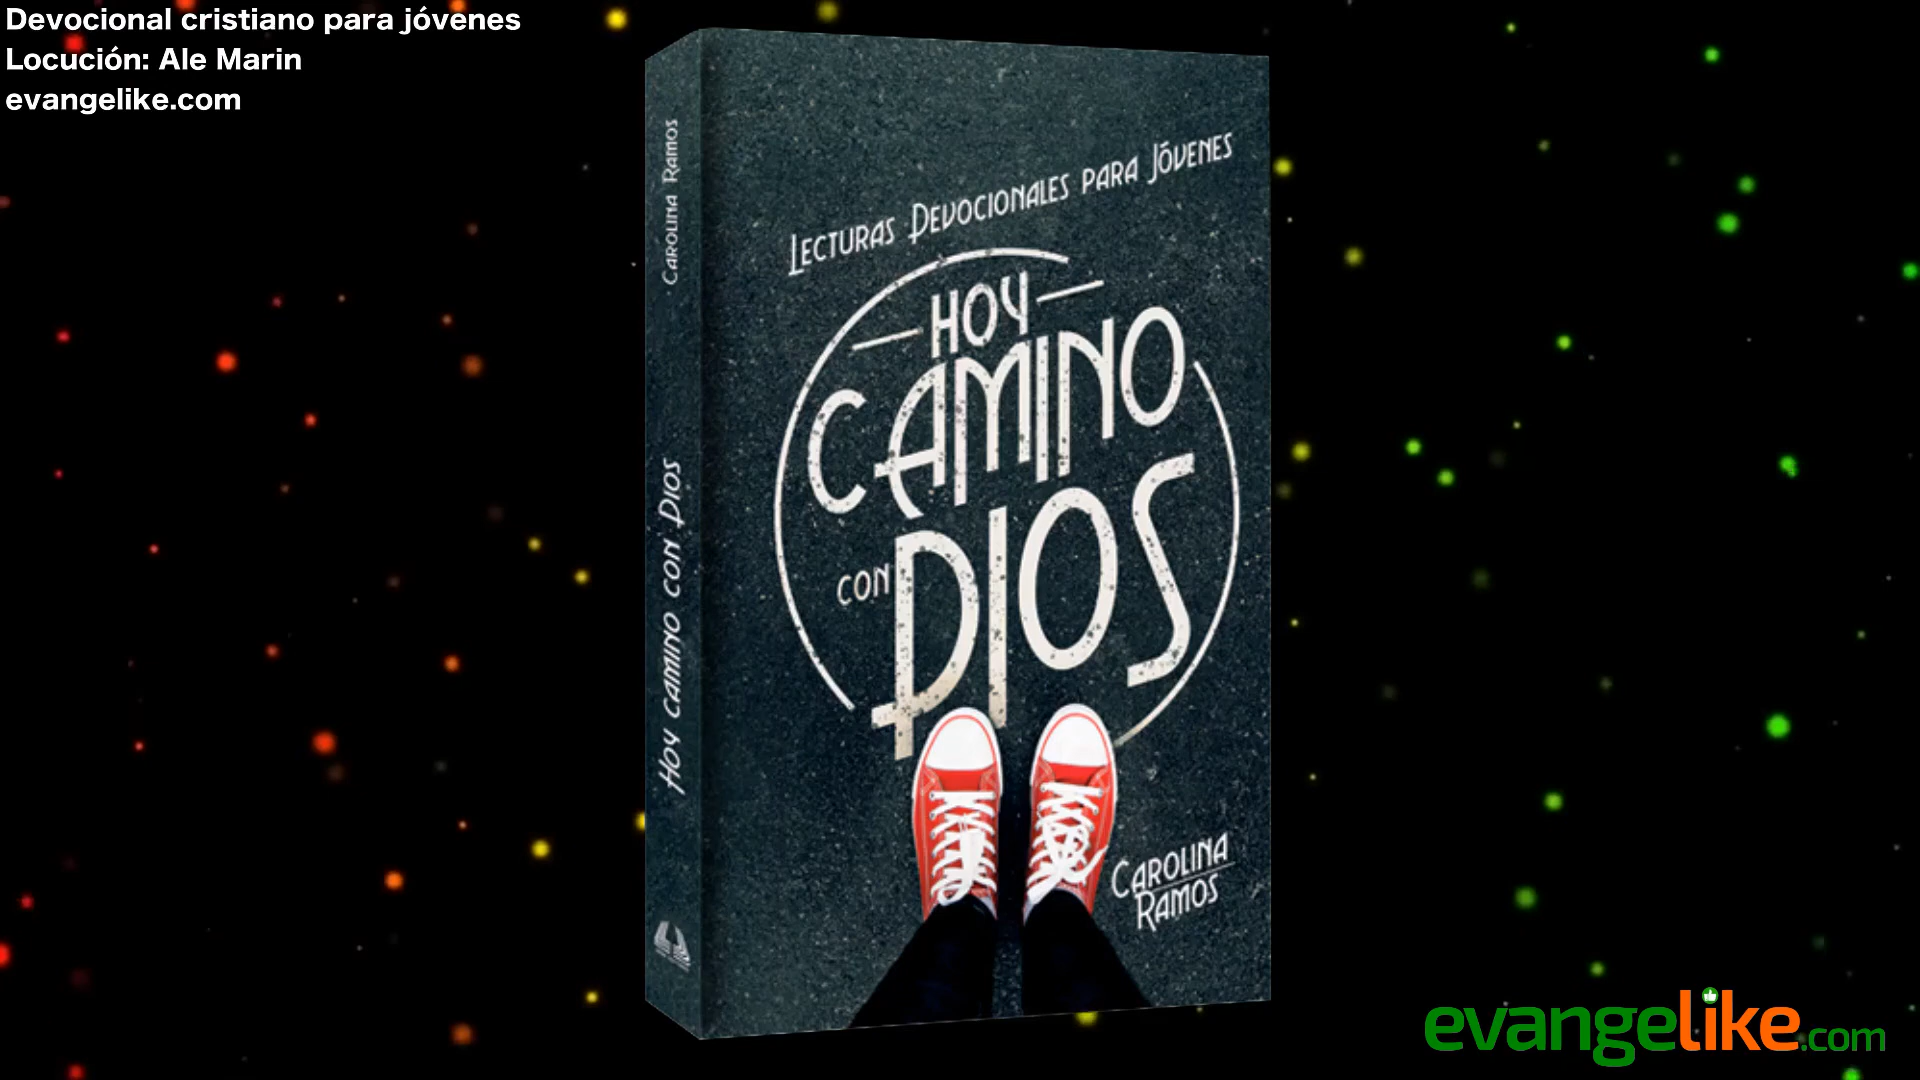 Devocional cristiano para jóvenes
Locución: Ale Marin
evangelike.com
Carolina Ramos
Hoy camino con Dios
Lecturas Devocionales para Jóvenes
Hoy
Camino
con Dios
Carolina
Ramos
evangelike.com